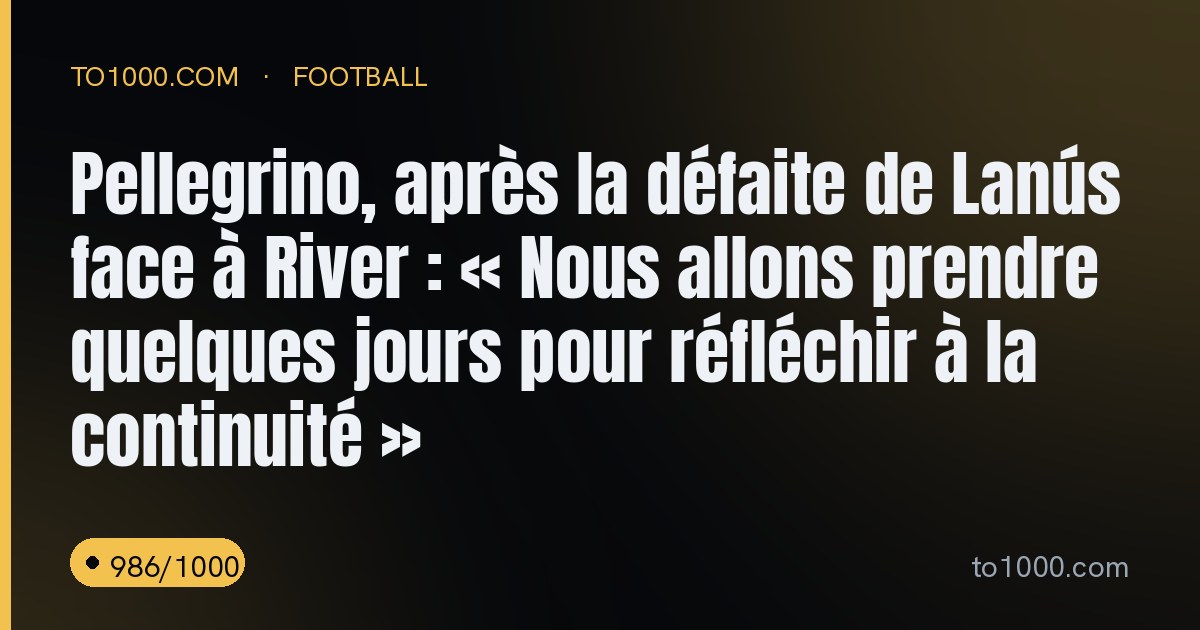 TO1000.COM · FOOTBALL
Pellegrino, après la défaite de Lanús
face à River : « Nous allons prendre
quelques jours pour réfléchir à la
continuité »
986/1000
to1000.com